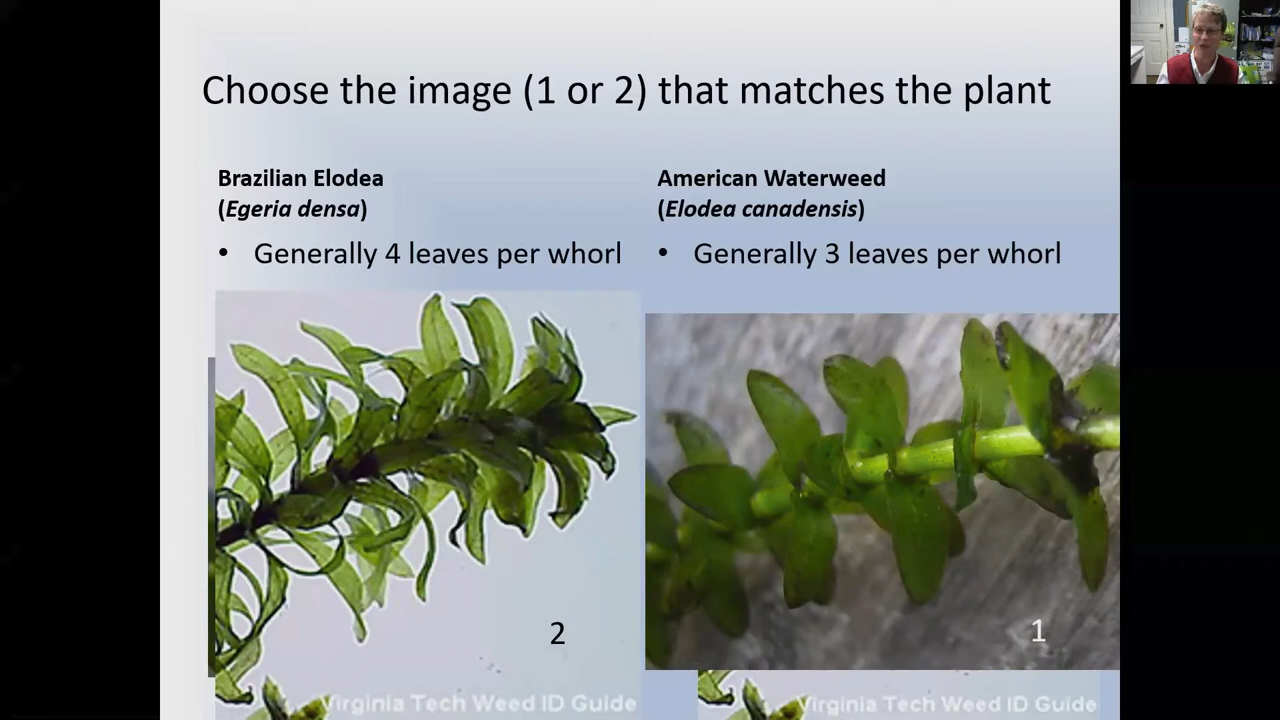 Choose the image (1 or 2) that matches the plant
Brazilian Elodea
(Egeria densa)
• Generally 4 leaves per whorl
American Waterweed
(Elodea canadensis)
• Generally 3 leaves per whorl
2
1
Virginia Tech Weed ID Guide
Virginia Tech Weed ID Guide